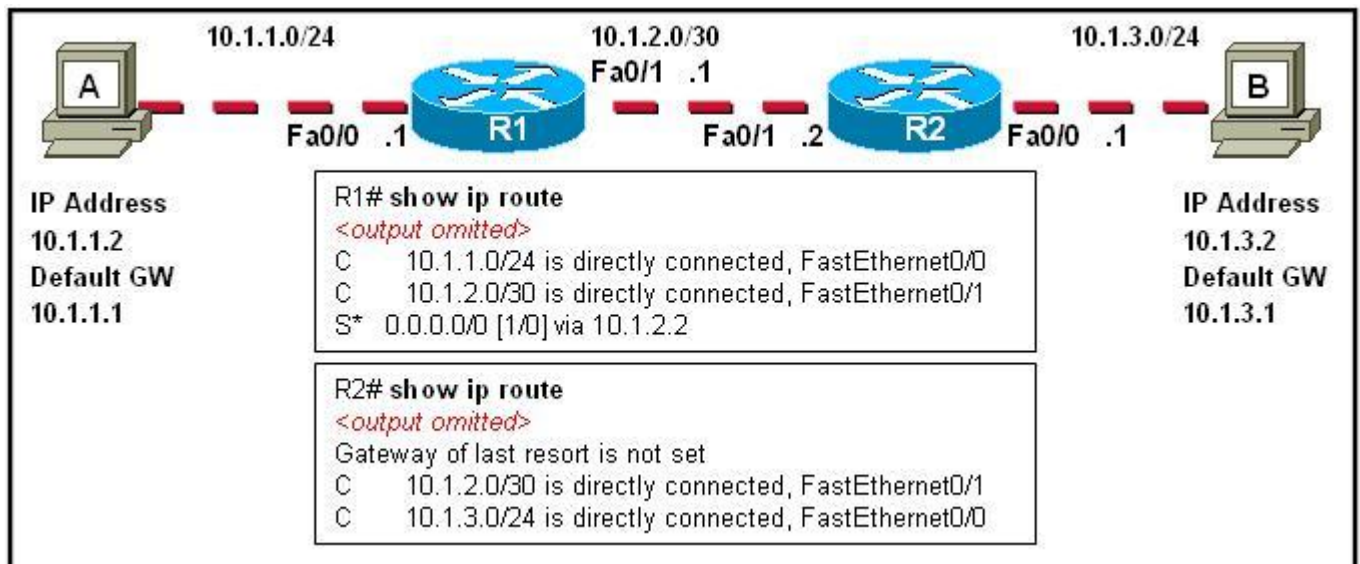 10.1.1.0/24
10.1.2.0/30
10.1.3.0/24
Fa0/1 .1
A
B
R1
R2
Fa0/0 .1
Fa0/1 .2
Fa0/0 .1
IP Address
10.1.1.2
Default GW
10.1.1.1
R1# show ip route
<output omitted>
C 10.1.1.0/24 is directly connected, FastEthernet0/0
C 10.1.2.0/30 is directly connected, FastEthernet0/1
S* 0.0.0.0/0 [1/0] via 10.1.2.2
R2# show ip route
<output omitted>
Gateway of last resort is not set
C 10.1.2.0/30 is directly connected, FastEthernet0/1
C 10.1.3.0/24 is directly connected, FastEthernet0/0
IP Address
10.1.3.2
Default GW
10.1.3.1